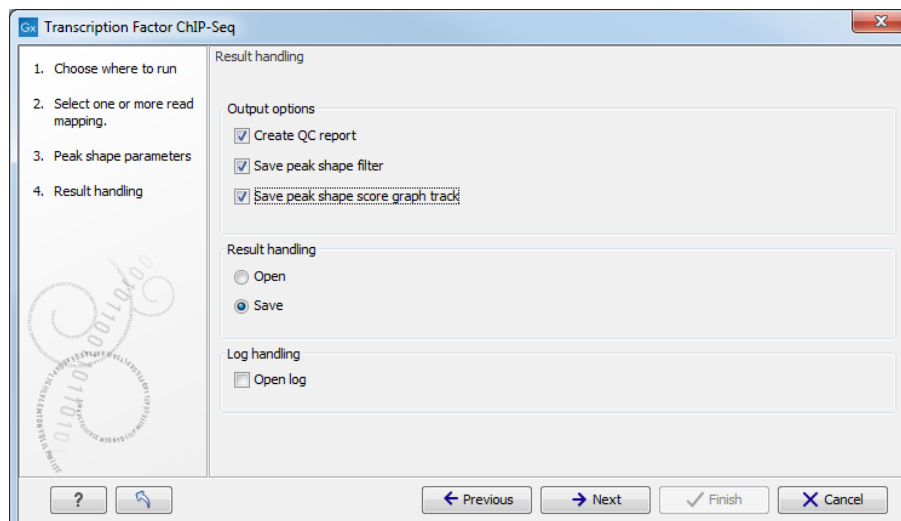 Gx Transcription Factor ChIP-Seq
X
1. Choose where to run
2. Select one or more read
mapping.
3. Peak shape parameters
4. Result handling
Result handling
Output options
Create QC report
Save peak shape filter
Save peak shape score graph track
Result handling
Open
Save
Log handling
Open log
?
Previous
Next
Finish
Cancel